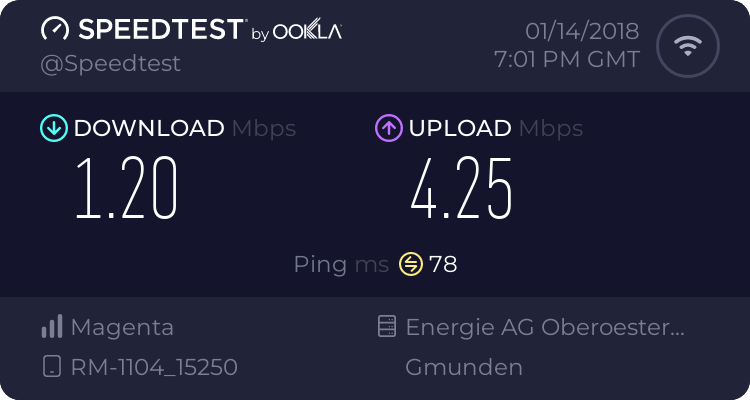 SPEEDTEST by OOKLA
@Speedtest
01/14/2018
7:01 PM GMT
DOWNLOAD Mbps
1.20
UPLOAD Mbps
4.25
Ping ms 78
Magenta
RM-1104_15250
Energie AG Oberoester...
Gmunden